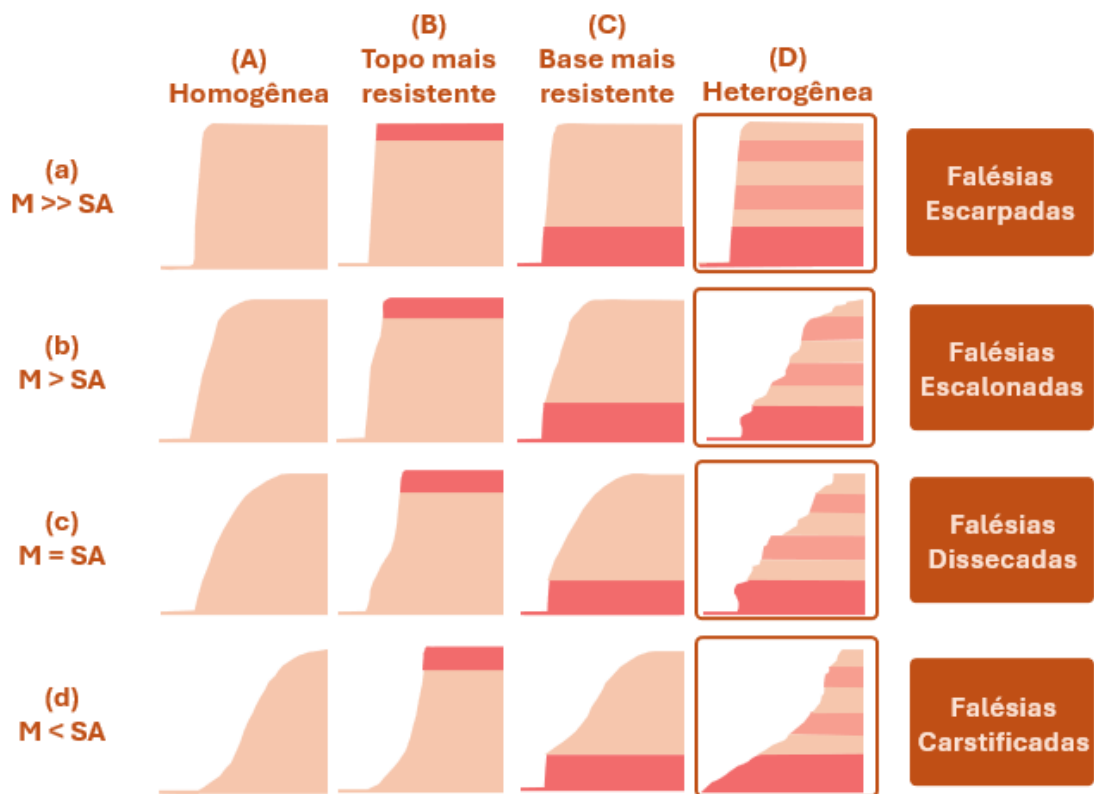 (A)
Homogênea
(B)
Topo mais
resistente
(C)
Base mais
resistente
(D)
Heterogênea
(a)
M >> SA
Falésias
Escarpadas
(b)
M > SA
Falésias
Escalonadas
(c)
M = SA
Falésias
Dissecadas
(d)
M < SA
Falésias
Carstificadas